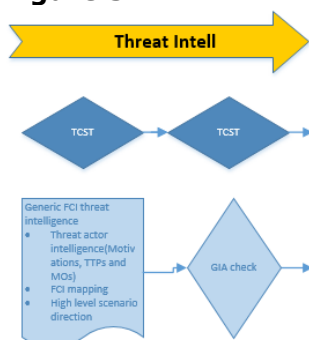 Threat Intell
TCST
TCST
Generic FCI threat
intelligence
• Threat actor
intelligence(Motiv
ations, TTPs and
MOs)
• FCI mapping
• High level scenario
direction
GIA check